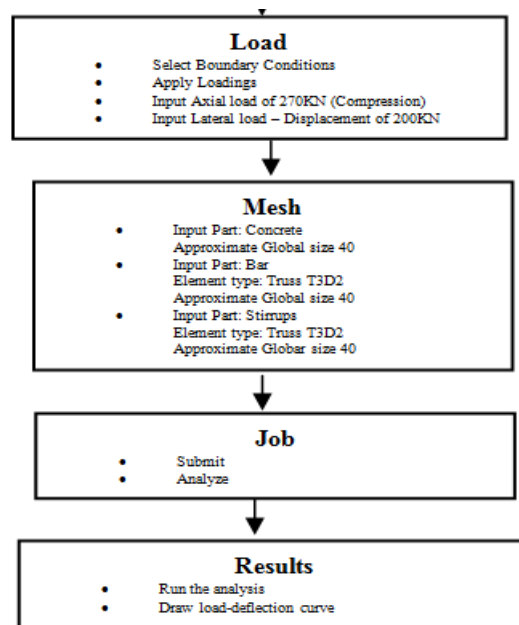 Load
• Select Boundary Conditions
• Apply Loadings
• Input Axial load of 270KN (Compression)
• Input Lateral load – Displacement of 200KN
Mesh
• Input Part: Concrete
Approximate Global size 40
• Input Part: Bar
Element type: Truss T3D2
Approximate Global size 40
• Input Part: Stirrups
Element type: Truss T3D2
Approximate Globar size 40
Job
• Submit
• Analyze
Results
• Run the analysis
• Draw load-deflection curve